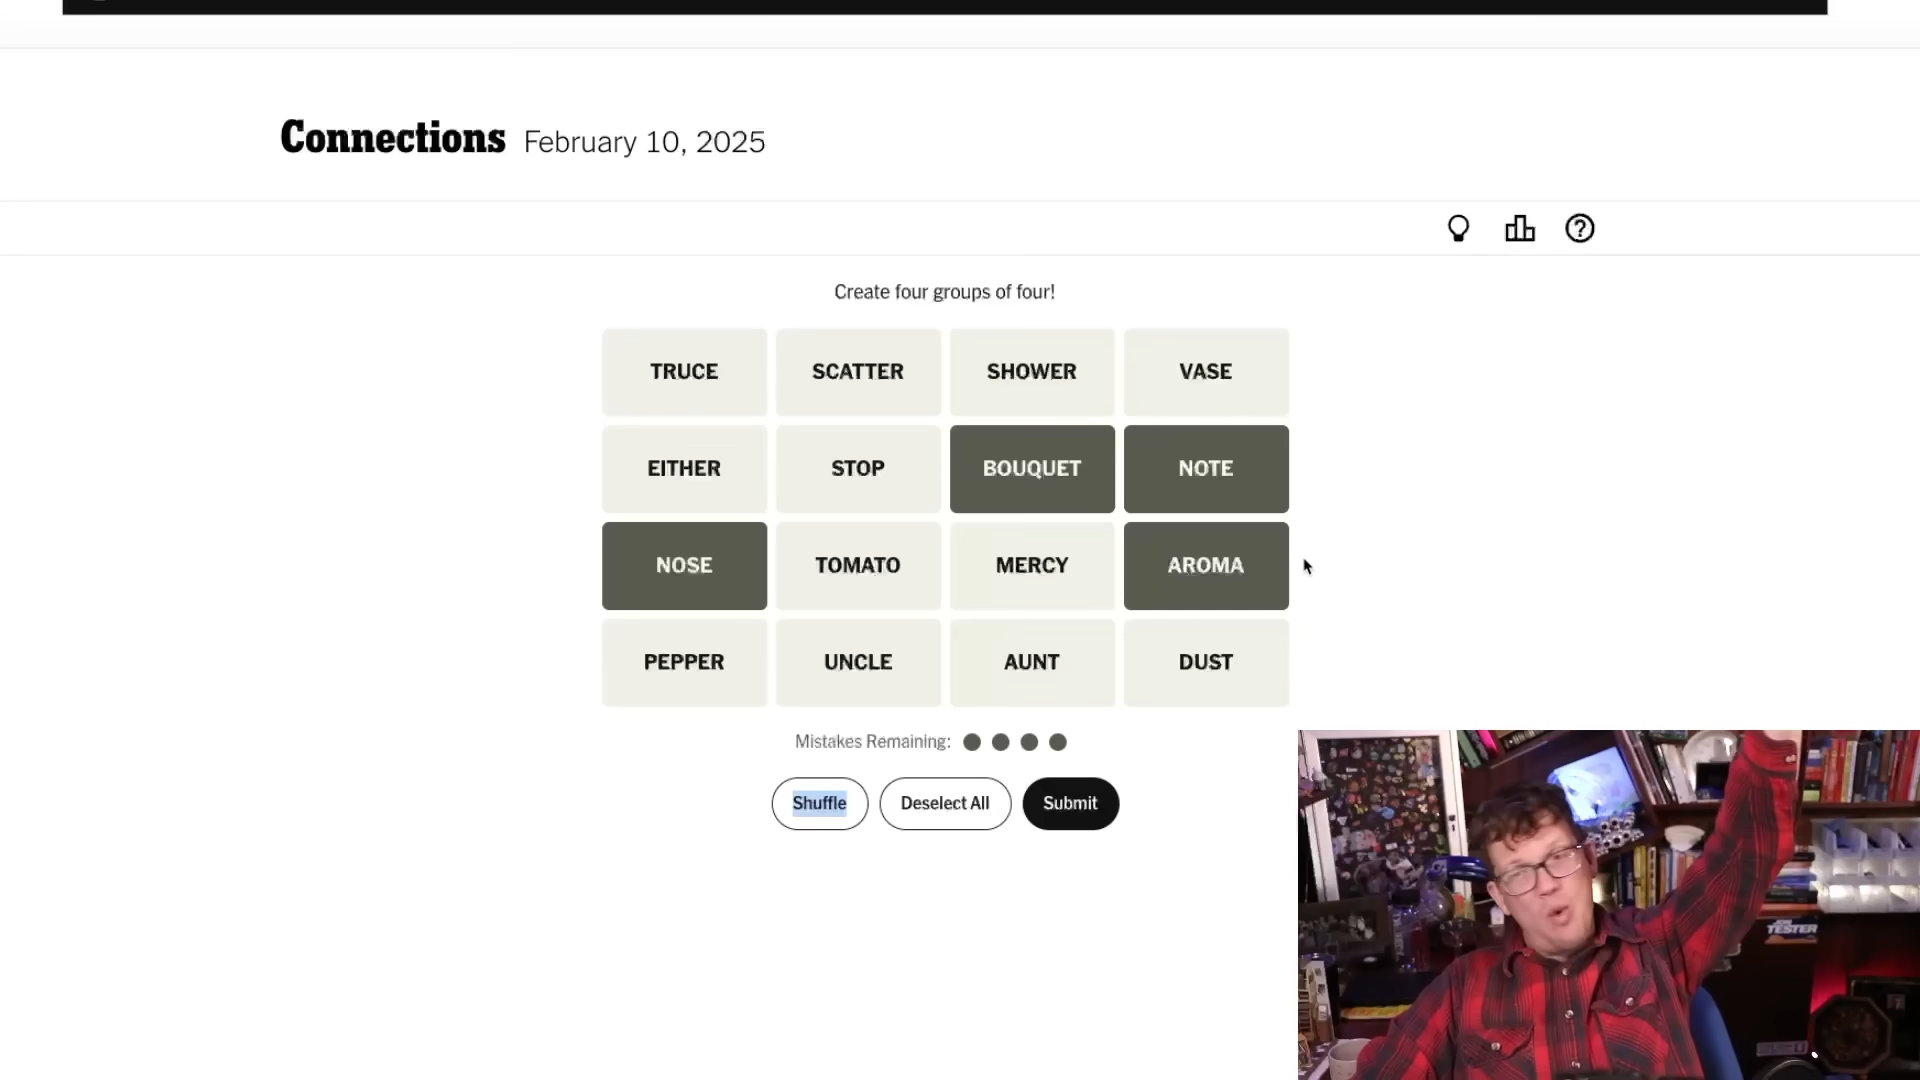 Connections February 10, 2025
Create four groups of four!
TRUCE SCATTER SHOWER VASE
EITHER STOP BOUQUET NOTE
NOSE TOMATO MERCY AROMA
PEPPER UNCLE AUNT DUST
Mistakes Remaining:
Shuffle Deselect All Submit
TESTER